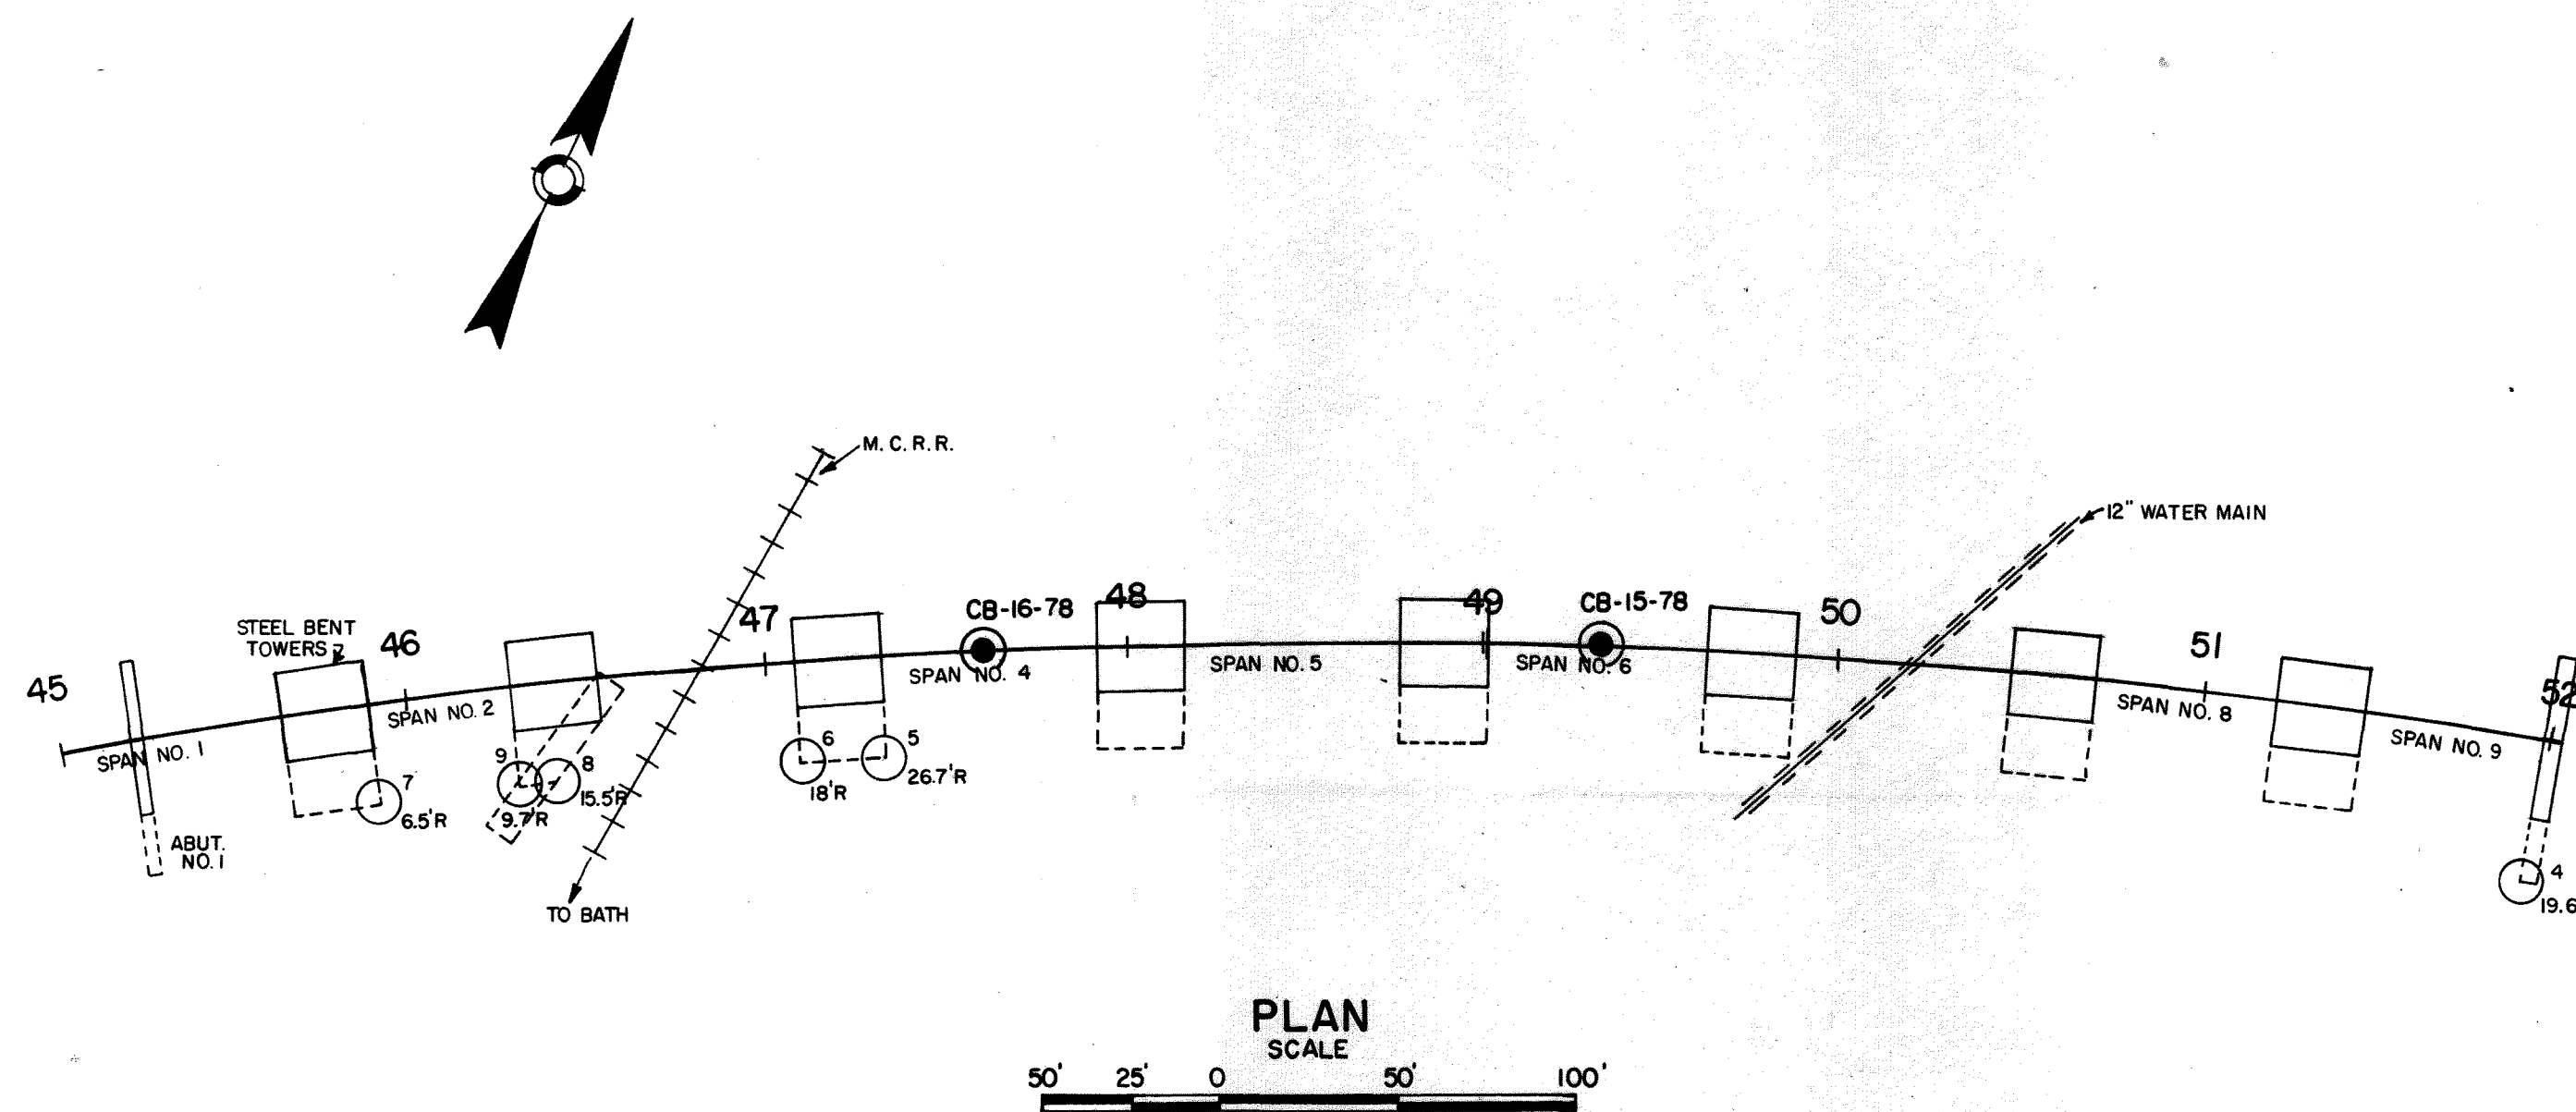 M. C. R. R.
12" WATER MAIN
CB-16-78
48
49
CB-15-78
50
47
STEEL BENT
TOWERS
46
51
45
52
SPAN NO. 1
SPAN NO. 2
SPAN NO. 4
SPAN NO. 5
SPAN NO. 6
SPAN NO. 8
SPAN NO. 9
9
8
6
5
7
15.5'R
18'R
26.7'R
6.5'R
9.7'R
ABUT.
NO. 1
4
19.6
TO BATH
PLAN
SCALE
50' 25' 0 50' 100'